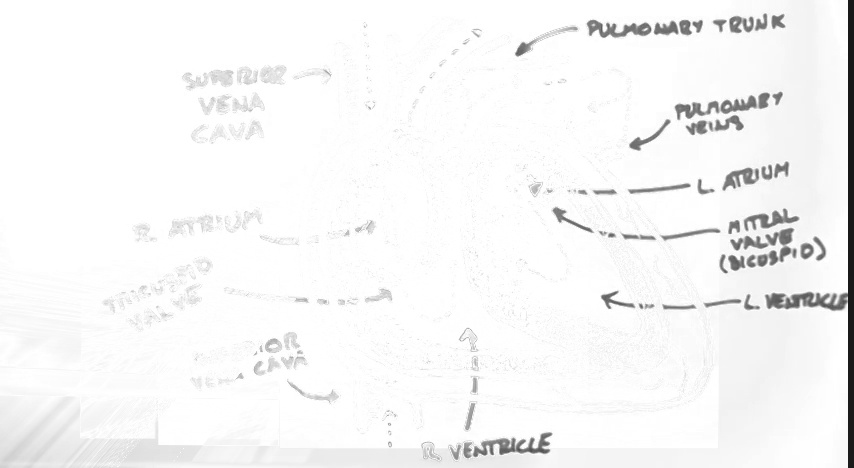 PULMONARY TRUNK
SUPERIOR
VENA
CAVA
PULMONARY
VEINS
L. ATRIUM
R. ATRIUM
MITRAL
VALVE
(BICUSPID)
TRICUSPID
VALVE
L. VENTRICLE
INFERIOR
VENA CAVA
R. VENTRICLE